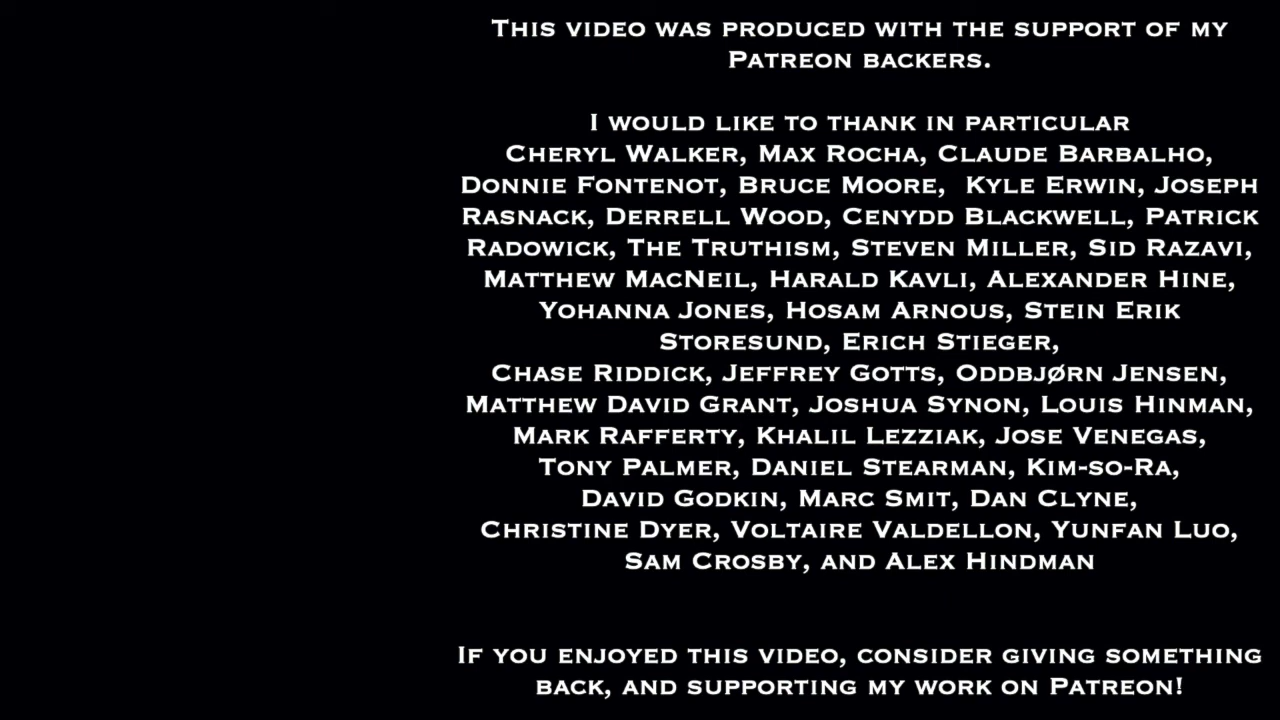 This video was produced with the support of my
Patreon backers.
I would like to thank in particular
Cheryl Walker, Max Rocha, Claude Barbalho,
Donnie Fontenot, Bruce Moore,  Kyle Erwin, Joseph
Rasnack, Derrell Wood, Cenydd Blackwell, Patrick
Radowick, The Truthism, Steven Miller, Sid Razavi,
Matthew MacNeil, Harald Kavli, Alexander Hine,
Yohanna Jones, Hosam Arnous, Stein Erik
Storesund, Erich Stieger,
Chase Riddick, Jeffrey Gotts, Oddbjørn Jensen,
Matthew David Grant, Joshua Synon, Louis Hinman,
Mark Rafferty, Khalil Lezziak, Jose Venegas,
Tony Palmer, Daniel Stearman, Kim-so-Ra,
David Godkin, Marc Smit, Dan Clyne,
Christine Dyer, Voltaire Valdellon, Yunfan Luo,
Sam Crosby, and Alex Hindman
If you enjoyed this video, consider giving something
back, and supporting my work on Patreon!